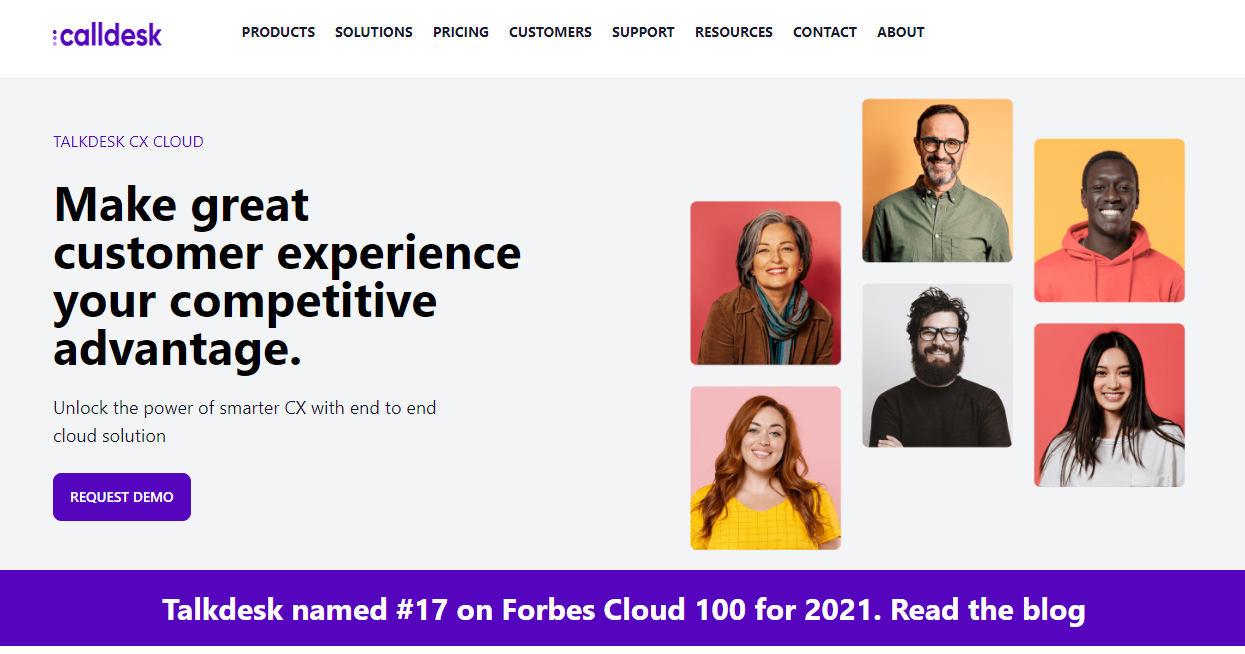 calldesk
PRODUCTS SOLUTIONS PRICING CUSTOMERS SUPPORT RESOURCES CONTACT ABOUT
TALKDESK CX CLOUD
Make great
customer experience
your competitive
advantage.
Unlock the power of smarter CX with end to end
cloud solution
REQUEST DEMO
Talkdesk named #17 on Forbes Cloud 100 for 2021. Read the blog